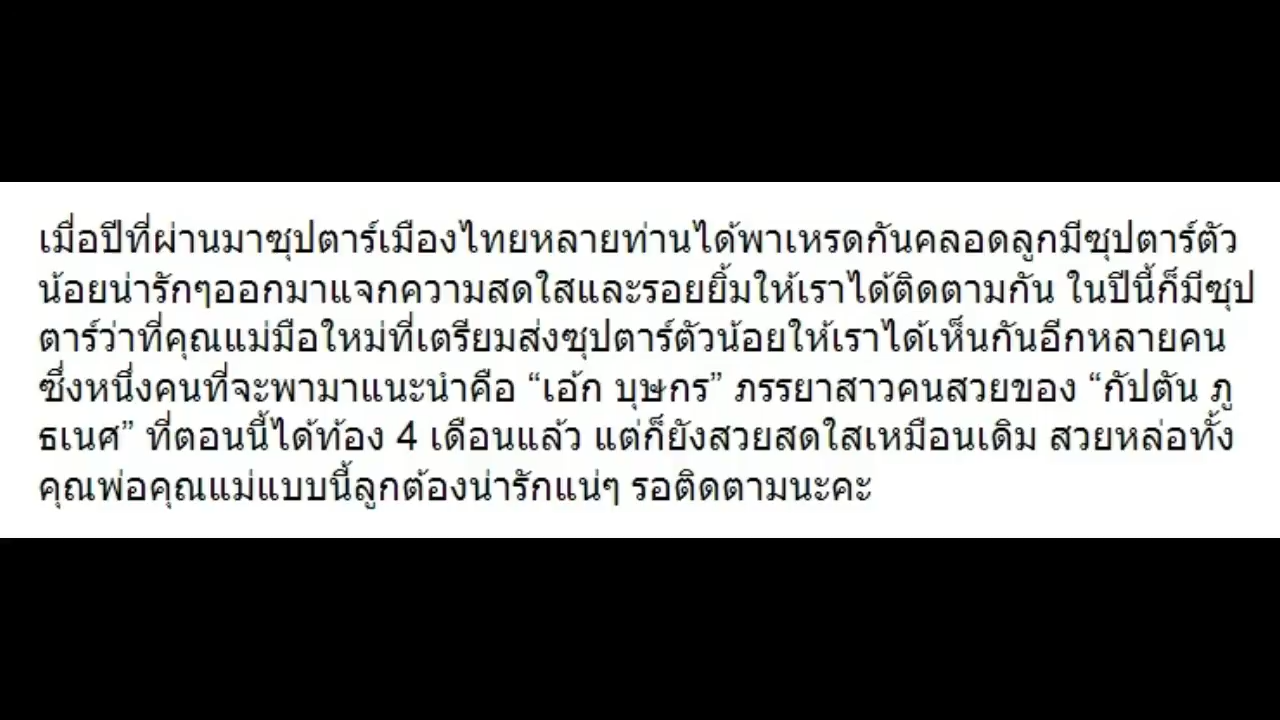 เมื่อปีที่ผ่านมาซุปตาร์เมืองไทยหลายท่านได้พาเหรดกันคลอดลูกมีซุปตาร์ตัว
น้อยน่ารักๆออกมาแจกความสดใสและรอยยิ้มให้เราได้ติดตามกัน ในปีนี้ก็มีซุป
ตาร์ว่าที่คุณแม่มือใหม่ที่เตรียมส่งซุปตาร์ตัวน้อยให้เราได้เห็นกันอีกหลายคน
ซึ่งหนึ่งคนที่จะพามาแนะนำคือ “เอ้ก บุษกร” ภรรยาสาวคนสวยของ “กัปตัน ภู
ธเนศ” ที่ตอนนี้ได้ท้อง 4 เดือนแล้ว แต่ก็ยังสวยสดใสเหมือนเดิม สวยหล่อทั้ง
คุณพ่อคุณแม่แบบนี้ลูกต้องน่ารักแน่ๆ รอติดตามนะคะ